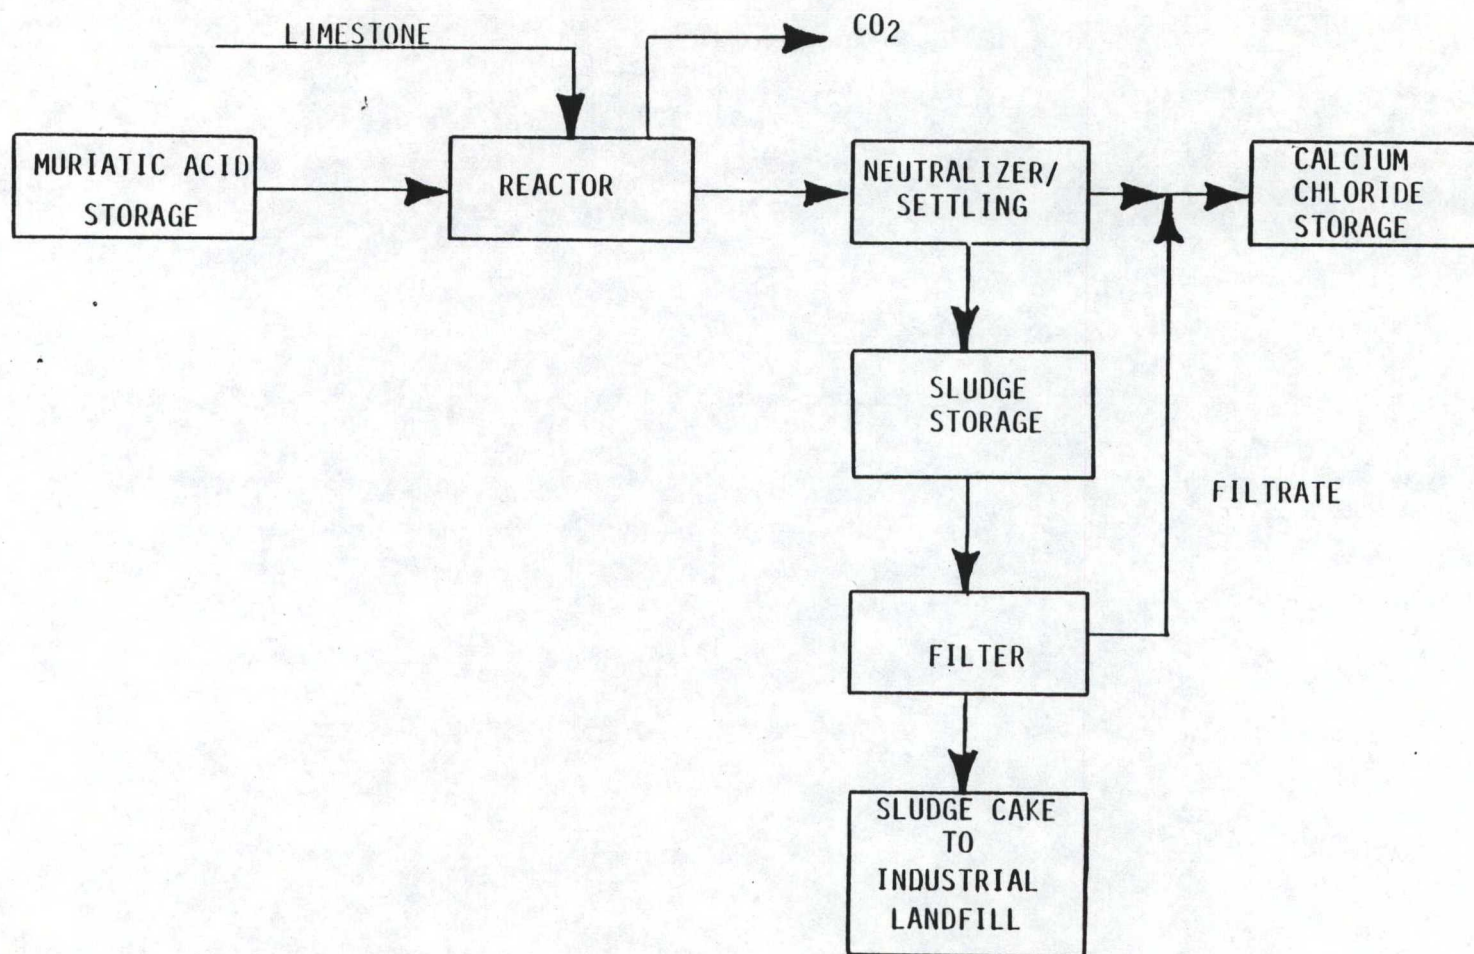 LIMESTONE
CO2
MURIATIC ACID
STORAGE
REACTOR
NEUTRALIZER/
SETTLING
CALCIUM
CHLORIDE
STORAGE
SLUDGE
STORAGE
FILTRATE
FILTER
SLUDGE CAKE
TO
INDUSTRIAL
LANDFILL